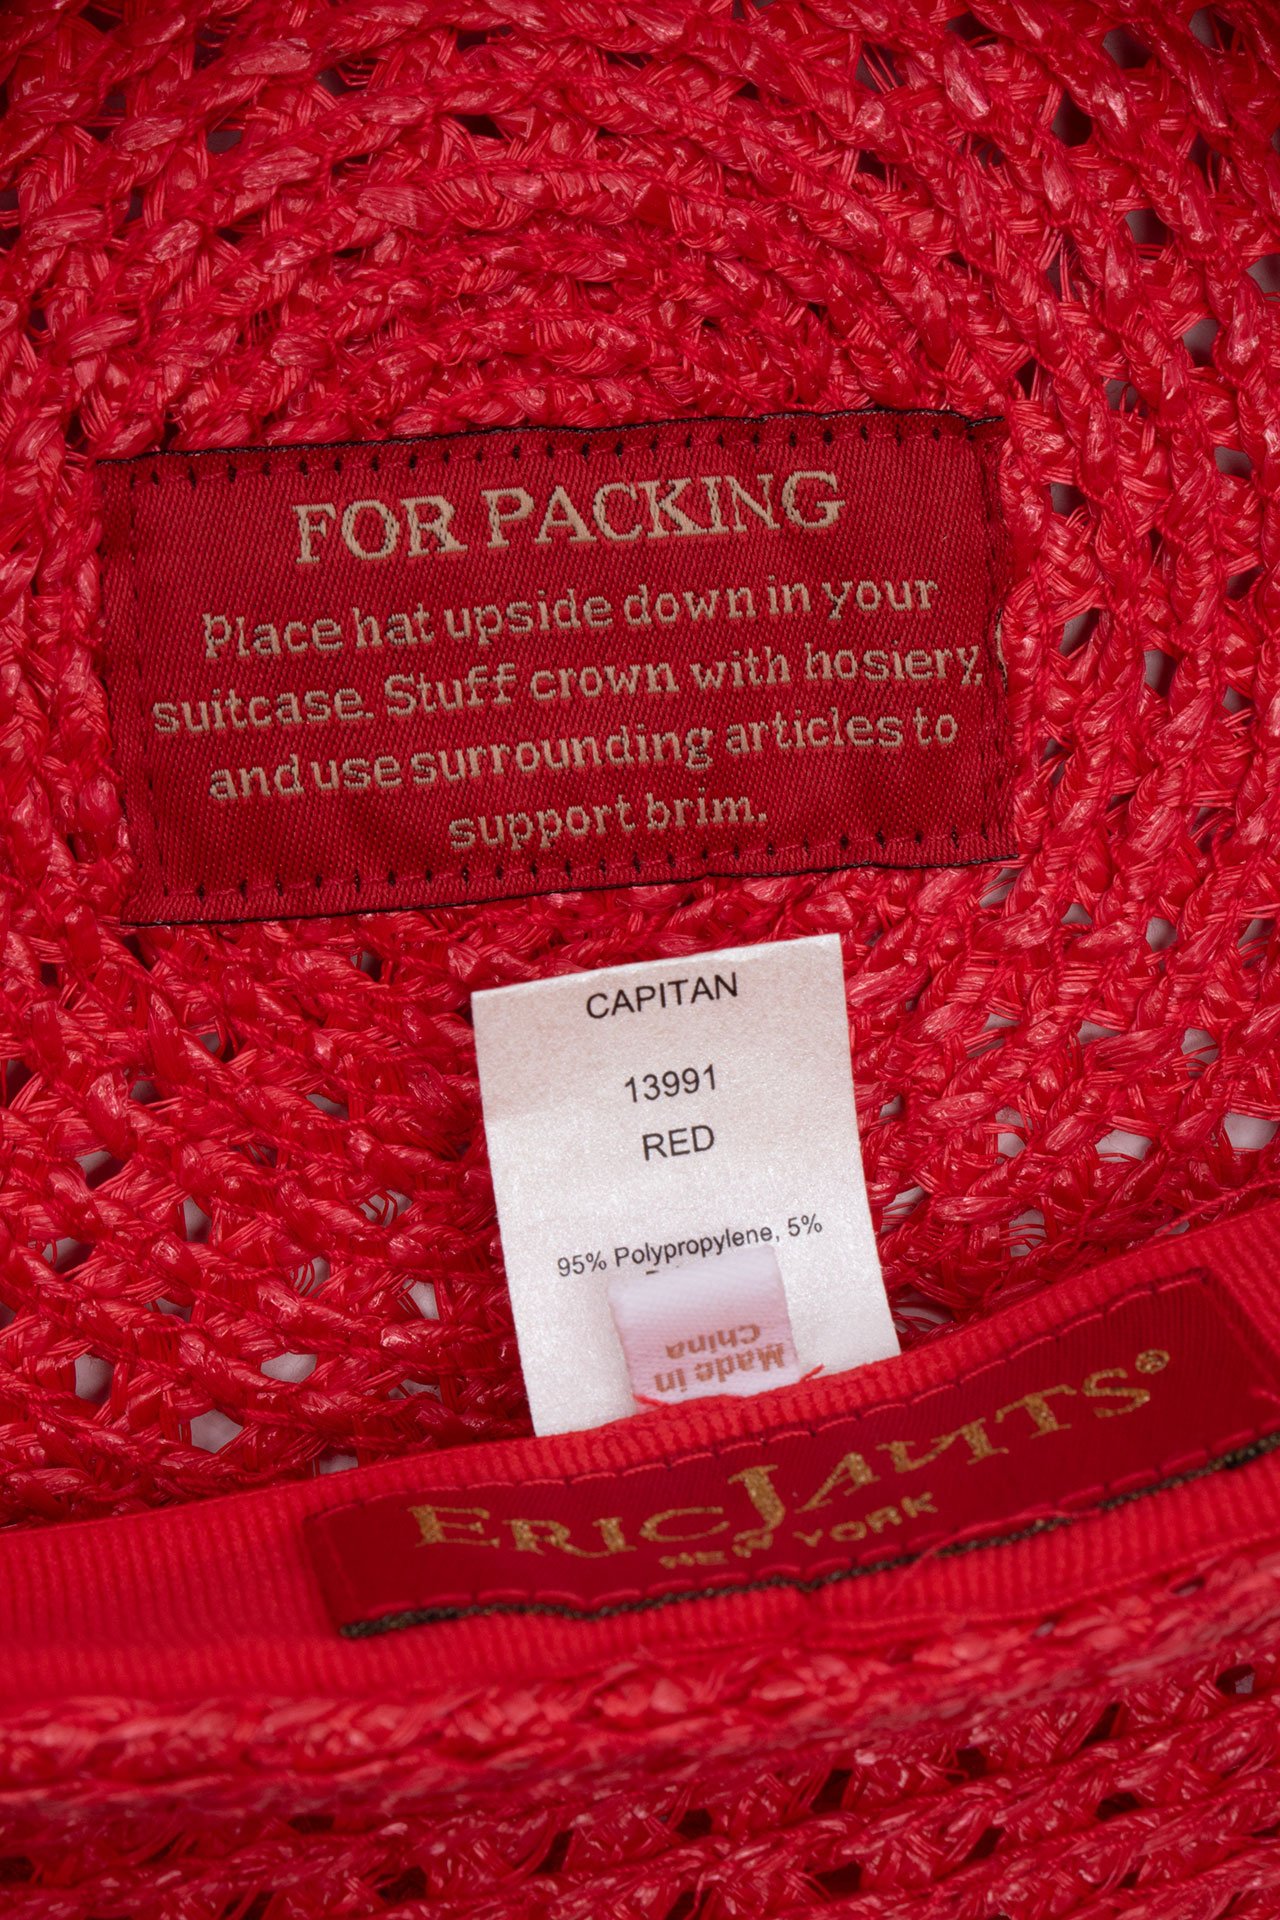 FOR PACKING
Place hat upside down in your
suitcase. Stuff crown with hosiery,
and use surrounding articles to
support brim.
CAPITAN
13991
RED
95% Polypropylene, 5%
Made in
China
ERIC JAVITS®
NEW YORK